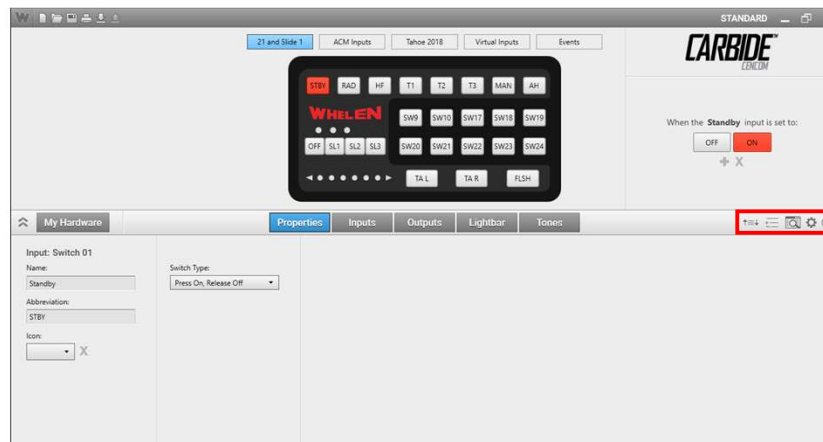 W
STANDARD
21 and Slide 1
ACM Inputs
Tahoe 2018
Virtual Inputs
Events
CARBIDE™
CENCOM
STBY RAD HF T1 T2 T3 MAN AH
WHELEN
SW9 SW10 SW17 SW18 SW19
OFF SL1 SL2 SL3 SW20 SW21 SW22 SW23 SW24
TA L TA R FLSH
When the Standby input is set to:
OFF ON
My Hardware
Properties Inputs Outputs Lightbar Tones
Input: Switch 01
Name:
Standby
Abbreviation:
STBY
Icon:
X
Switch Type:
Press On, Release Off